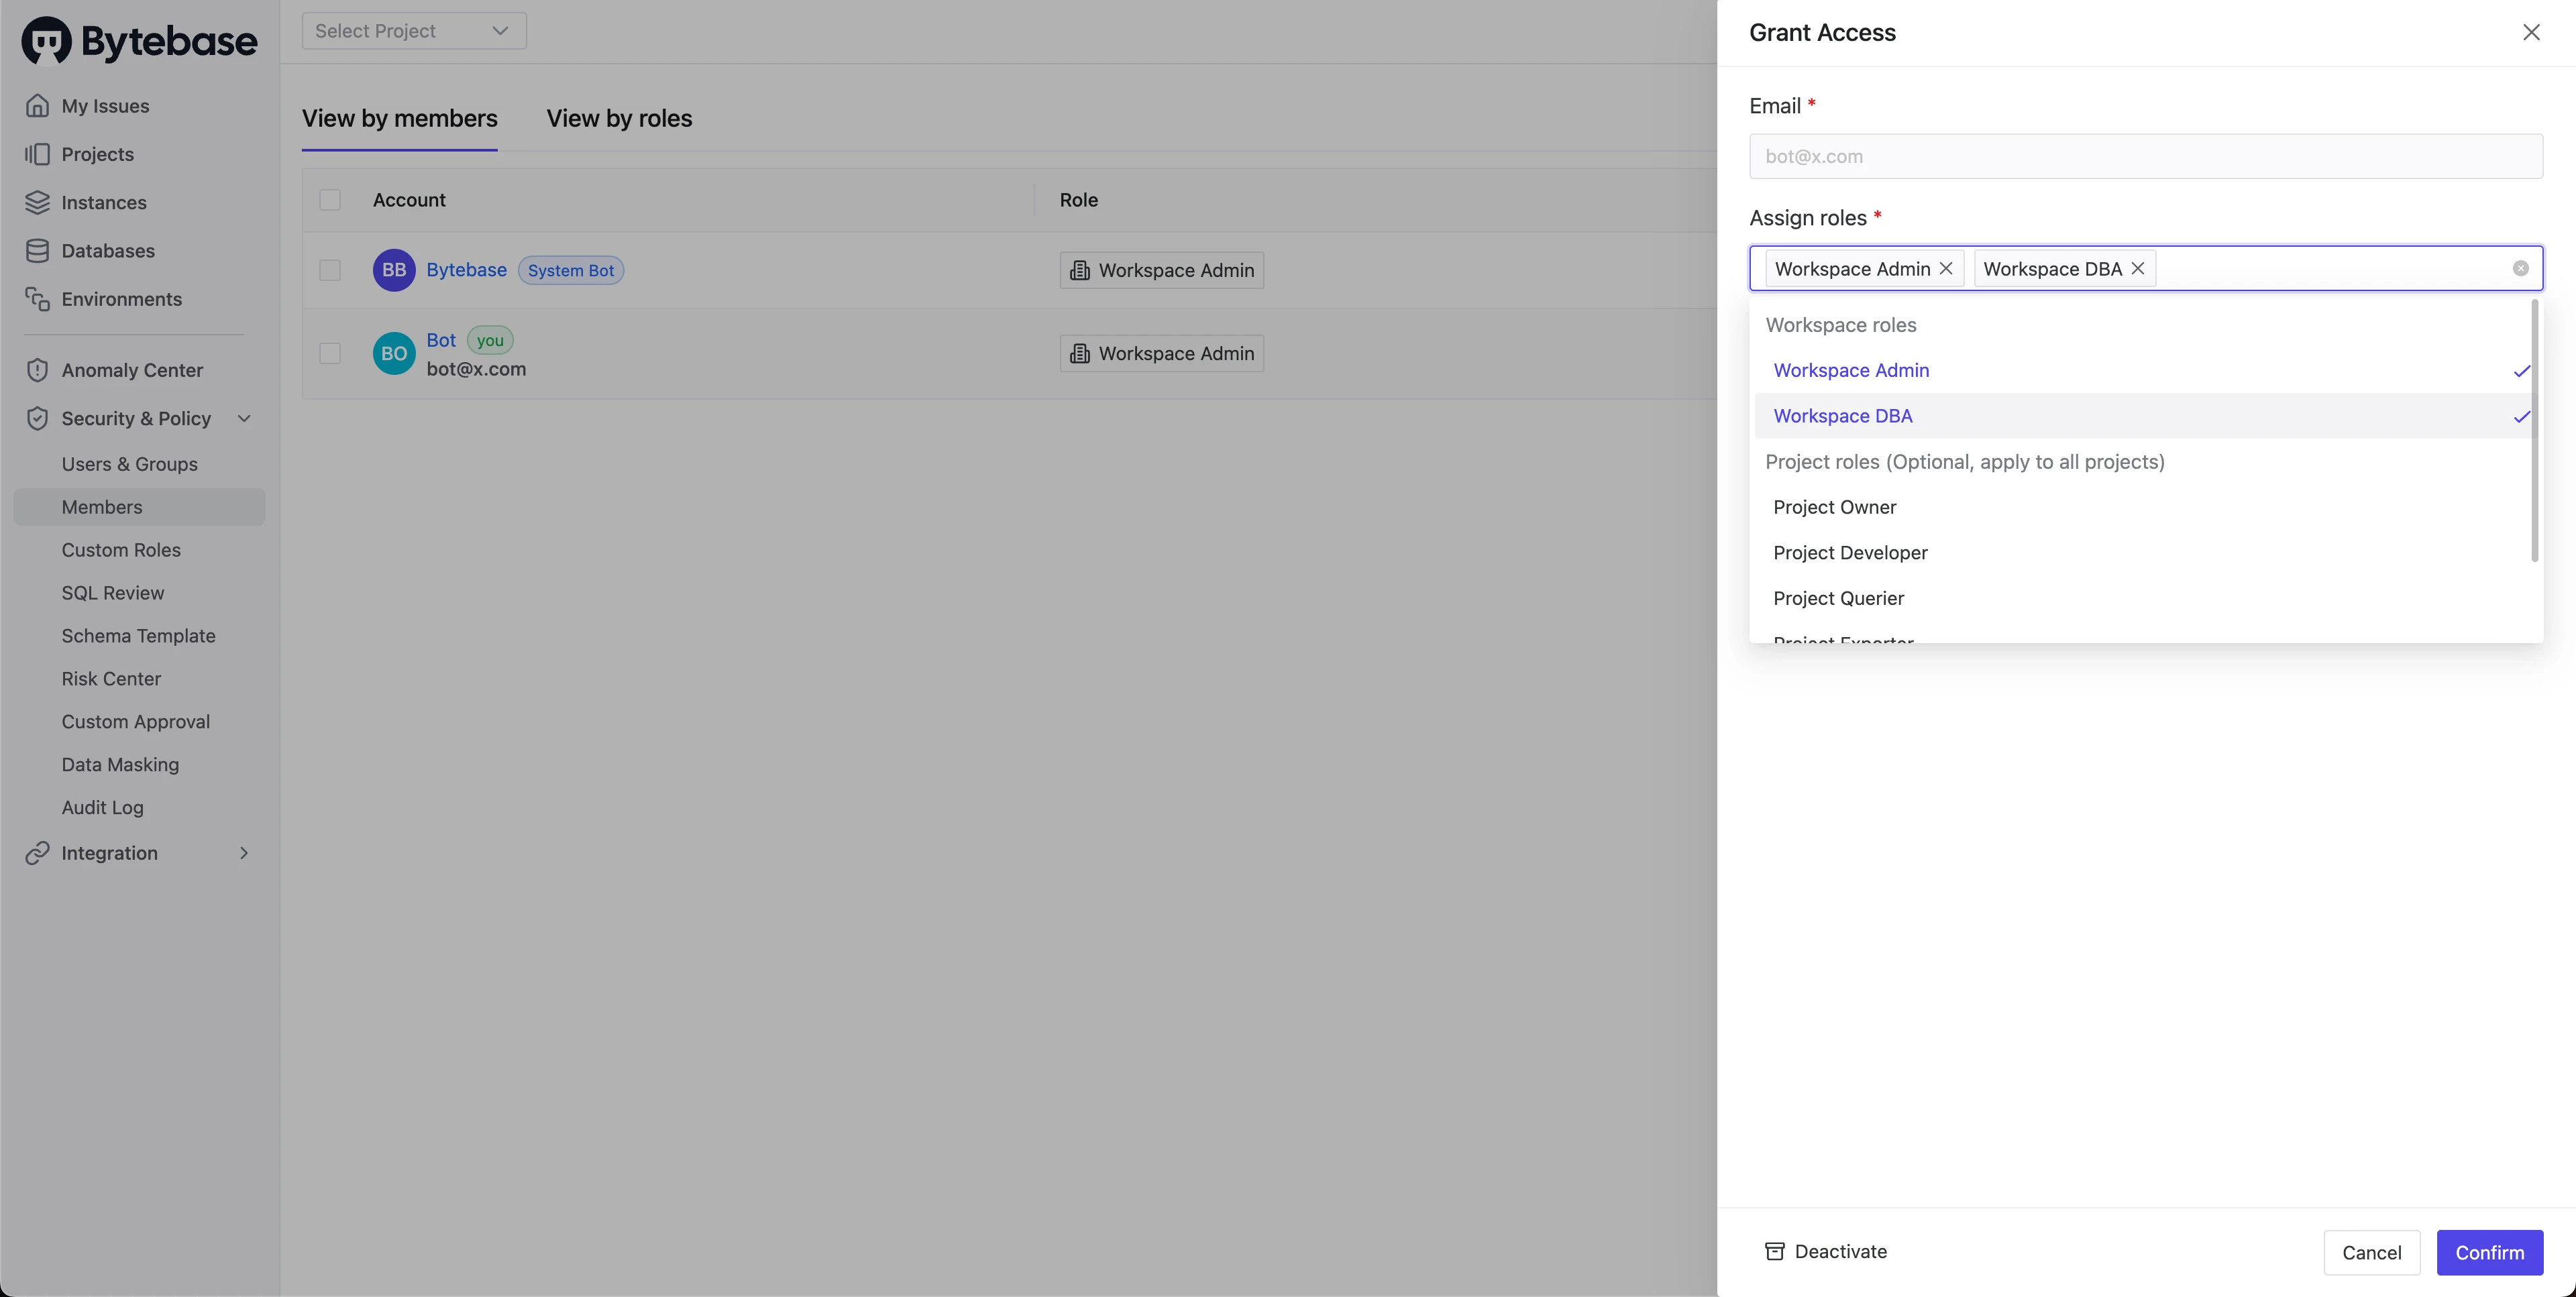 Bytebase
My Issues
Projects
Instances
Databases
Environments
Anomaly Center
Security & Policy
Users & Groups
Members
Custom Roles
SQL Review
Schema Template
Risk Center
Custom Approval
Data Masking
Audit Log
Integration
Select Project
View by members View by roles
Account Role
BB Bytebase System Bot Workspace Admin
BO Bot you Workspace Admin
bot@x.com
Grant Access
Email *
bot@x.com
Assign roles *
Workspace Admin Workspace DBA
Workspace roles
Workspace Admin
Workspace DBA
Project roles (Optional, apply to all projects)
Project Owner
Project Developer
Project Querier
Project Exporter
Deactivate Cancel Confirm